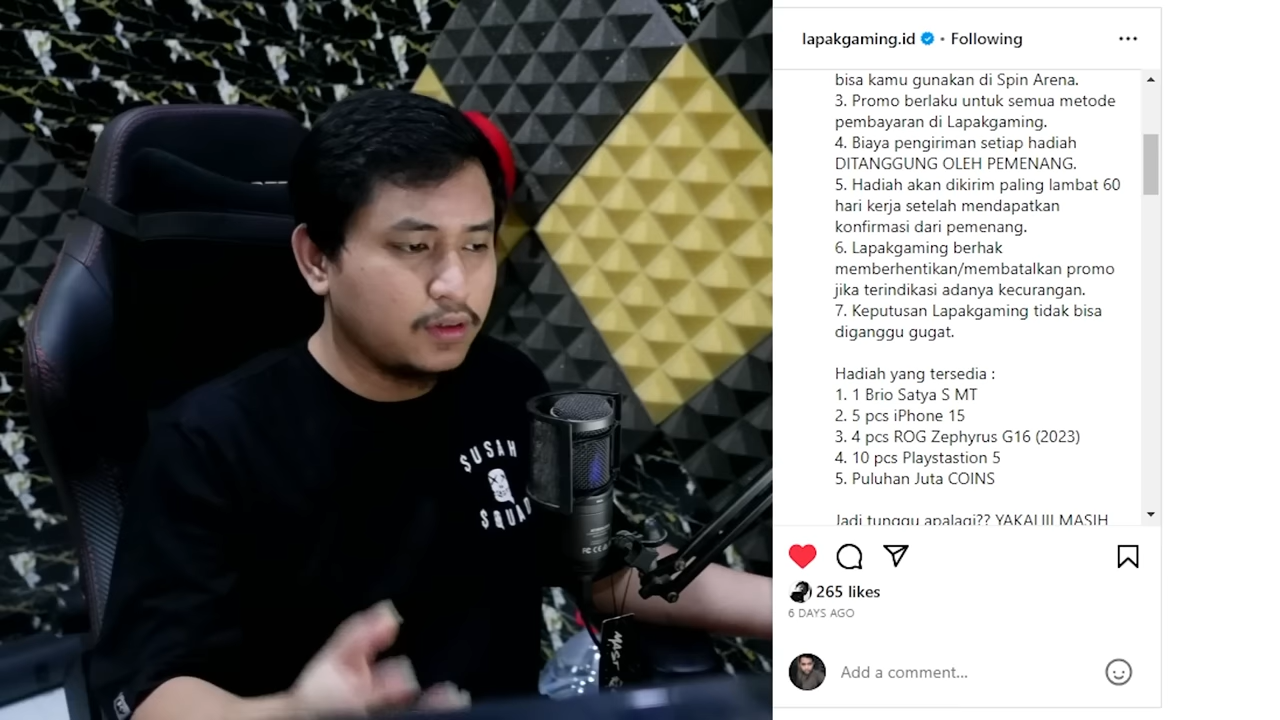 SUSAH
SQUAD
lapakgaming.id • Following
bisa kamu gunakan di Spin Arena.
3. Promo berlaku untuk semua metode
pembayaran di Lapakgaming.
4. Biaya pengiriman setiap hadiah
DITANGGUNG OLEH PEMENANG.
5. Hadiah akan dikirim paling lambat 60
hari kerja setelah mendapatkan
konfirmasi dari pemenang.
6. Lapakgaming berhak
memberhentikan/membatalkan promo
jika terindikasi adanya kecurangan.
7. Keputusan Lapakgaming tidak bisa
diganggu gugat.
Hadiah yang tersedia :
1. 1 Brio Satya S MT
2. 5 pcs iPhone 15
3. 4 pcs ROG Zephyrus G16 (2023)
4. 10 pcs Playstastion 5
5. Puluhan Juta COINS
Jadi tunggu apalagi?? YAKALIII MASIH
265 likes
6 DAYS AGO
Add a comment...